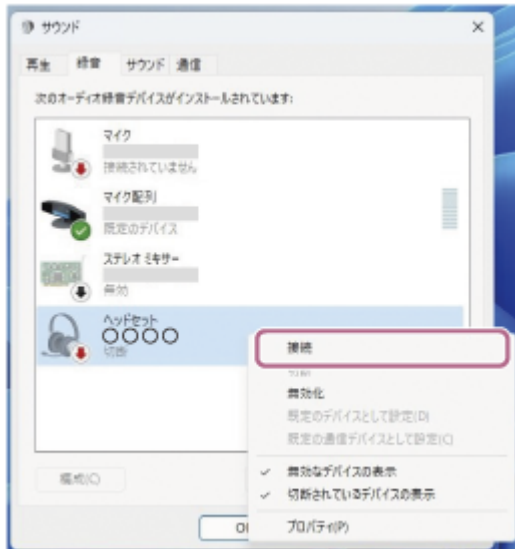 サウンド
再生 録音 サウンド 通信
次のオーディオ録音デバイスがインストールされています:
マイク
接続されていません
マイク配列
既定のデバイス
ステレオ ミキサー
無効
ヘッドセット
○○○○
切断
接続
切断
無効化
既定のデバイスとして設定(D)
既定の通信デバイスとして設定(C)
無効なデバイスの表示
切断されているデバイスの表示
構成(C)
プロパティ(P)